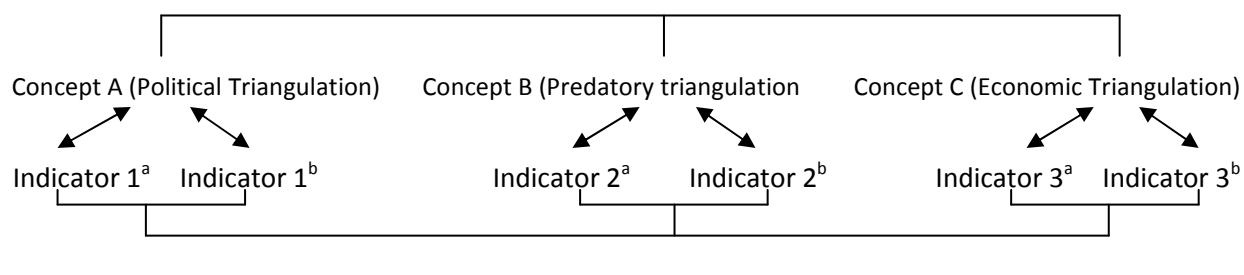 Concept A (Political Triangulation) Concept B (Predatory triangulation Concept C (Economic Triangulation)
Indicator 1ᵃ Indicator 1ᵇ Indicator 2ᵃ Indicator 2ᵇ Indicator 3ᵃ Indicator 3ᵇ